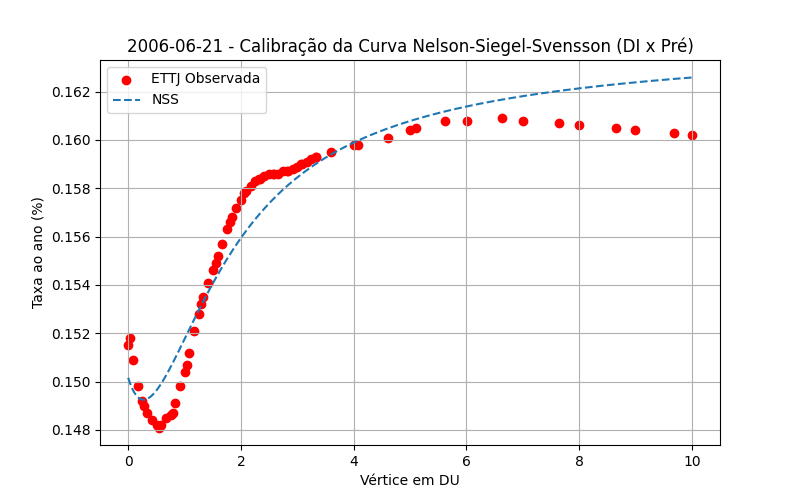 2006-06-21 - Calibração da Curva Nelson-Siegel-Svensson (DI x Pré)
ETTJ Observada
NSS
Taxa ao ano (%)
0.162
0.160
0.158
0.156
0.154
0.152
0.150
0.148
0 2 4 6 8 10
Vértice em DU